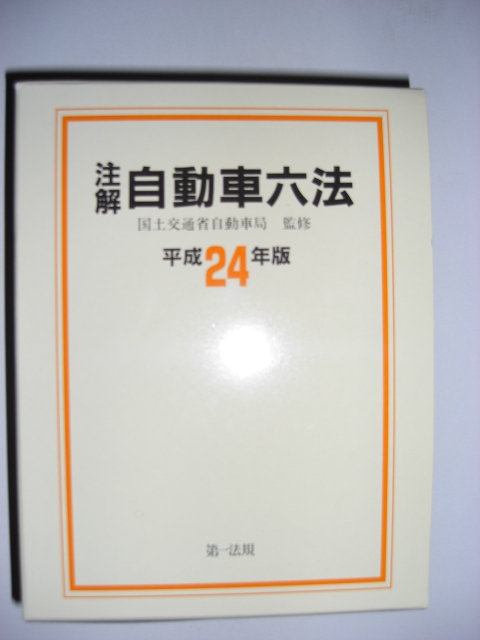 注解 自動車六法
国土交通省自動車局 監修
平成24年版
第一法規